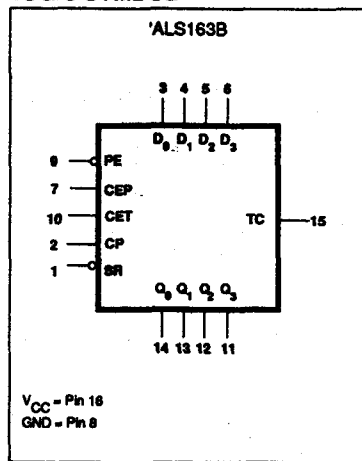 'ALS163B
3 4 5 6
D0 D1 D2 D3
9 PE
7 CEP
10 CET
TC 15
2 CP
1 SR
Q0 Q1 Q2 Q3
14 13 12 11
VCC = Pin 16
GND = Pin 8